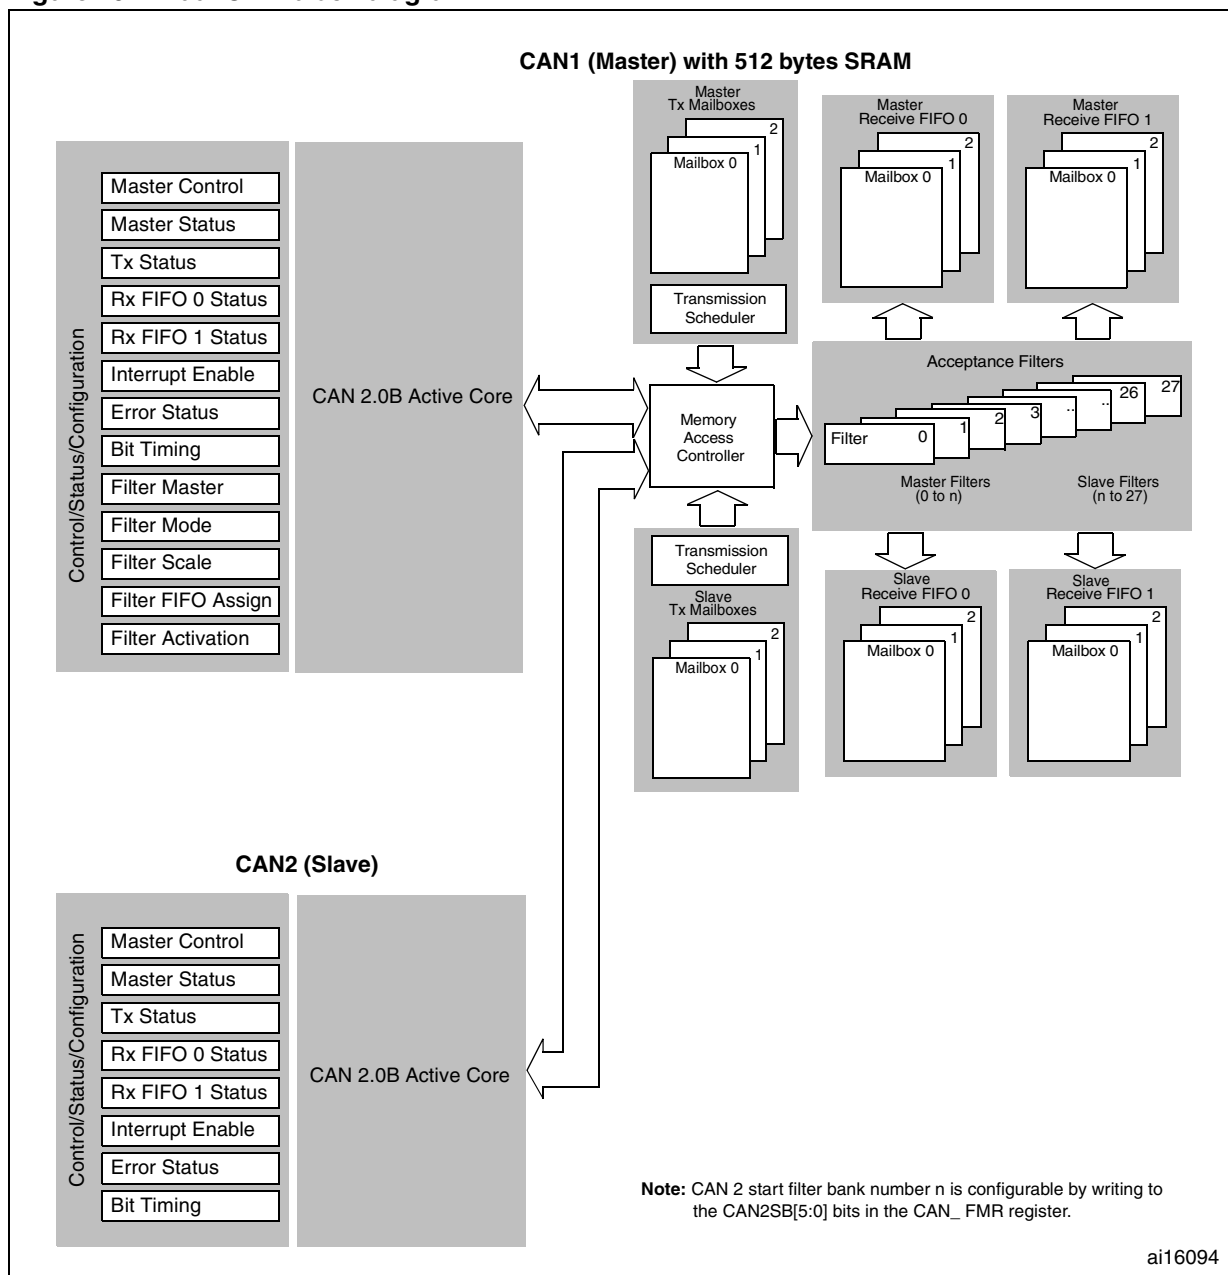 CAN1 (Master) with 512 bytes SRAM
Control/Status/Configuration
Master Control
Master Status
Tx Status
Rx FIFO 0 Status
Rx FIFO 1 Status
Interrupt Enable
Error Status
Bit Timing
Filter Master
Filter Mode
Filter Scale
Filter FIFO Assign
Filter Activation
CAN 2.0B Active Core
Master
Tx Mailboxes
2
1
Mailbox 0
Transmission
Scheduler
Master
Receive FIFO 0
2
1
Mailbox 0
Master
Receive FIFO 1
2
1
Mailbox 0
Memory
Access
Controller
Acceptance Filters
Filter 0
1
2
3
..
..
26
27
Master Filters
(0 to n)
Slave Filters
(n to 27)
Transmission
Scheduler
Slave
Tx Mailboxes
2
1
Mailbox 0
Slave
Receive FIFO 0
2
1
Mailbox 0
Slave
Receive FIFO 1
2
1
Mailbox 0
CAN2 (Slave)
Control/Status/Configuration
Master Control
Master Status
Tx Status
Rx FIFO 0 Status
Rx FIFO 1 Status
Interrupt Enable
Error Status
Bit Timing
CAN 2.0B Active Core
Note: CAN 2 start filter bank number n is configurable by writing to
the CAN2SB[5:0] bits in the CAN_ FMR register.
ai16094